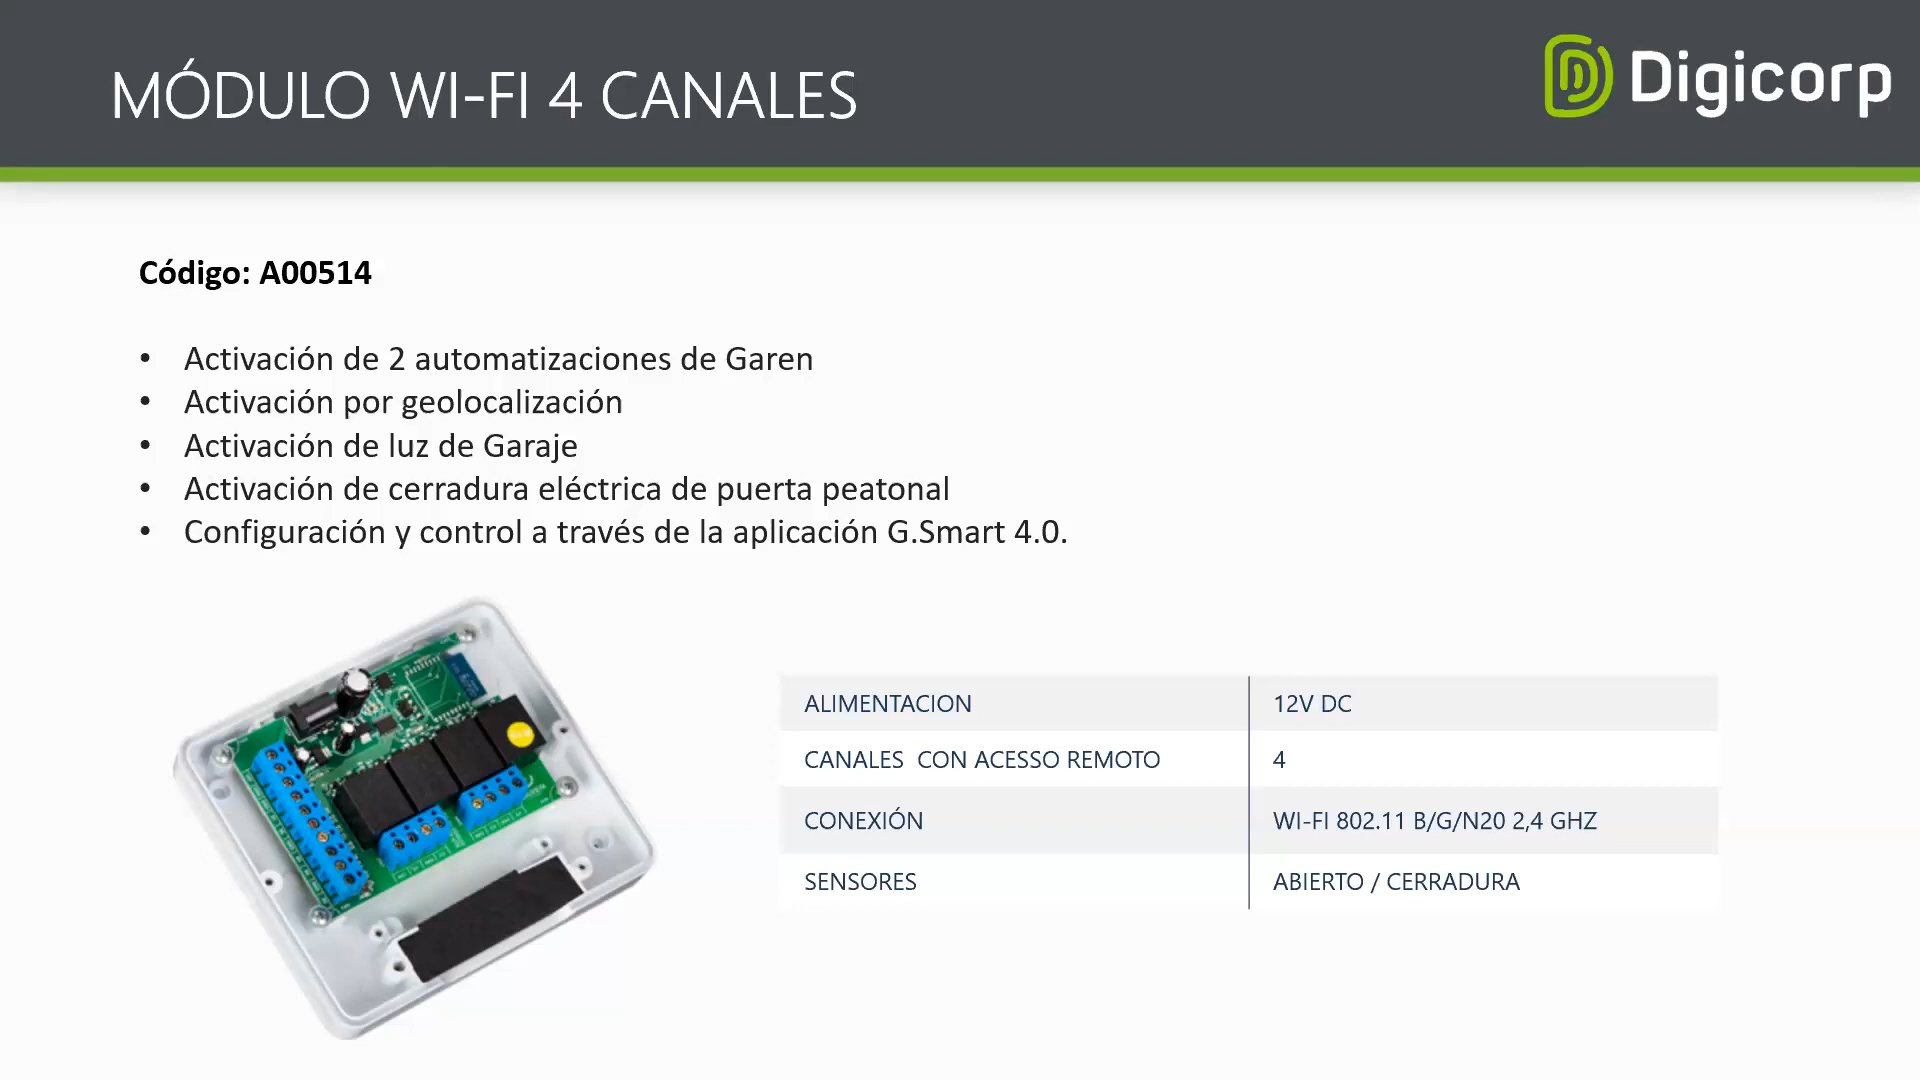 MÓDULO WI-FI 4 CANALES
Digicorp
Código: A00514
• Activación de 2 automatizaciones de Garen
• Activación por geolocalización
• Activación de luz de Garaje
• Activación de cerradura eléctrica de puerta peatonal
• Configuración y control a través de la aplicación G.Smart 4.0.
ALIMENTACION 12V DC
CANALES  CON ACESSO REMOTO 4
CONEXIÓN WI-FI 802.11 B/G/N20 2,4 GHZ
SENSORES ABIERTO / CERRADURA